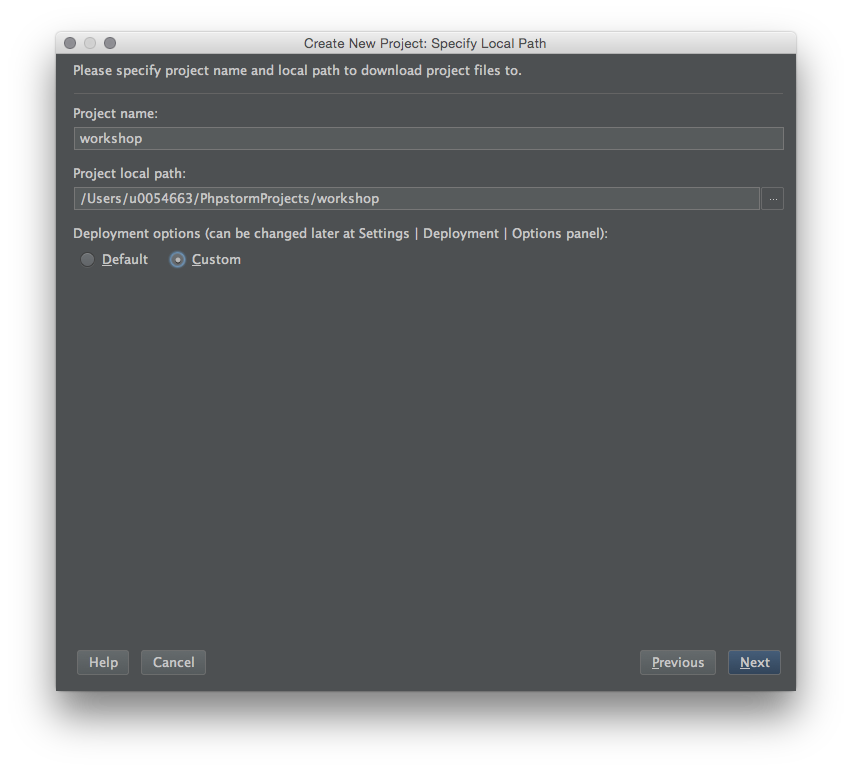 Create New Project: Specify Local Path
Please specify project name and local path to download project files to.
Project name:
workshop
Project local path:
/Users/u0054663/PhpstormProjects/workshop
...
Deployment options (can be changed later at Settings | Deployment | Options panel):
Default Custom
Help Cancel Previous Next